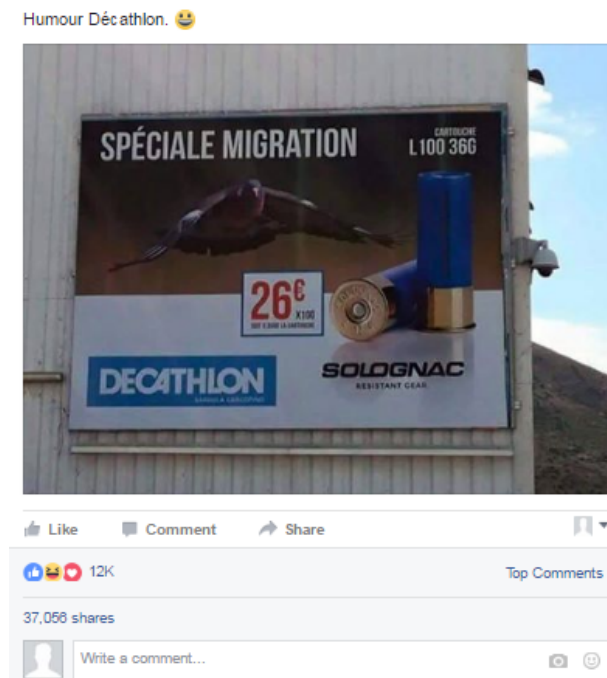 Humour Décathlon.
SPÉCIALE MIGRATION
CARTOUCHE
L100 36G
26€
X100
DECATHLON
SOLOGNAC
RESISTANT GEAR
Like Comment Share
12K
Top Comments
37,056 shares
Write a comment...